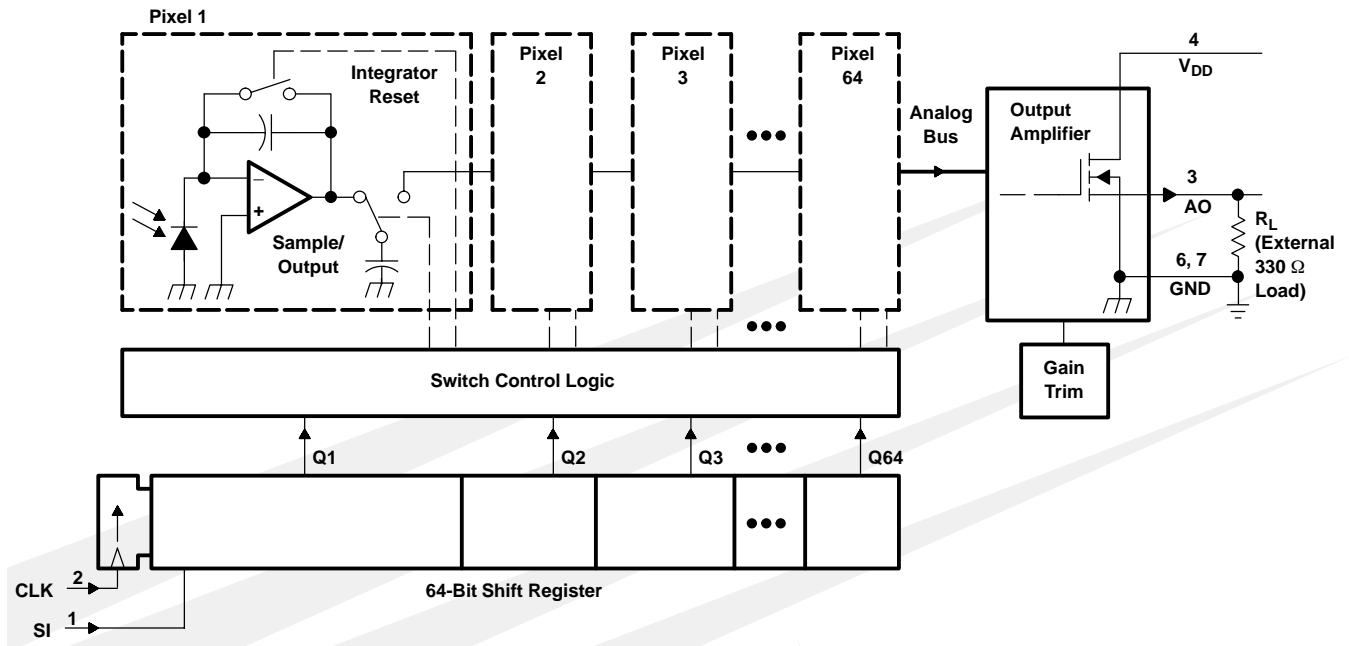 Pixel 1
Integrator
Reset
Sample/
Output
−
+
Pixel
2
Pixel
3
Pixel
64
Analog
Bus
Output
Amplifier
4
VDD
3
AO
6, 7
GND
RL
(External
330 Ω
Load)
Gain
Trim
Switch Control Logic
Q1
Q2
Q3
Q64
CLK
2
SI
1
64-Bit Shift Register